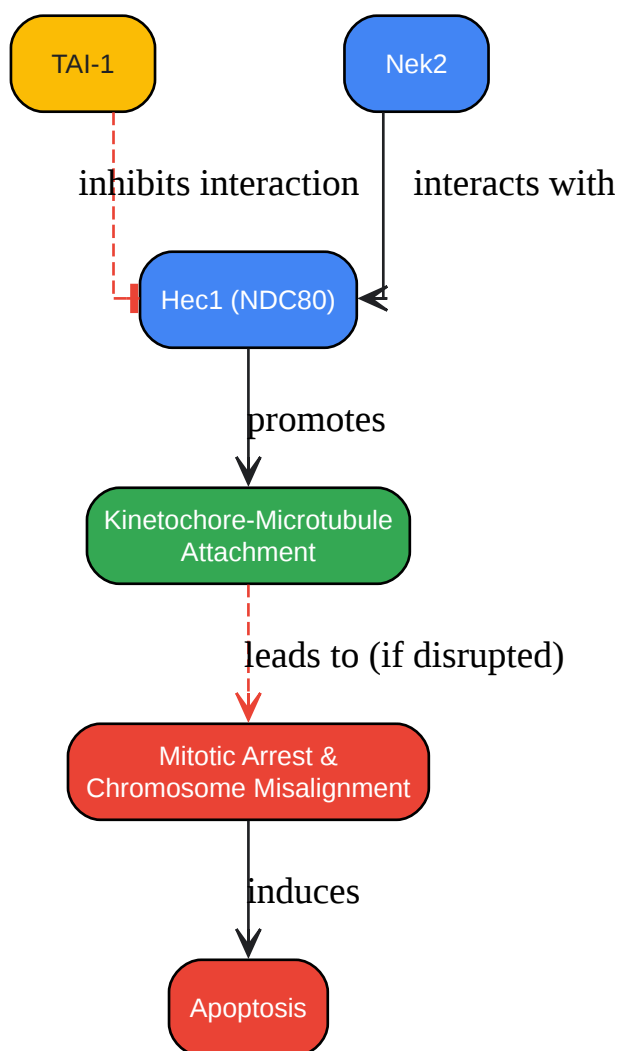 TAI-1
Nek2
inhibits interaction
interacts with
Hec1 (NDC80)
promotes
Kinetochore-Microtubule
Attachment
leads to (if disrupted)
Mitotic Arrest &
Chromosome Misalignment
induces
Apoptosis